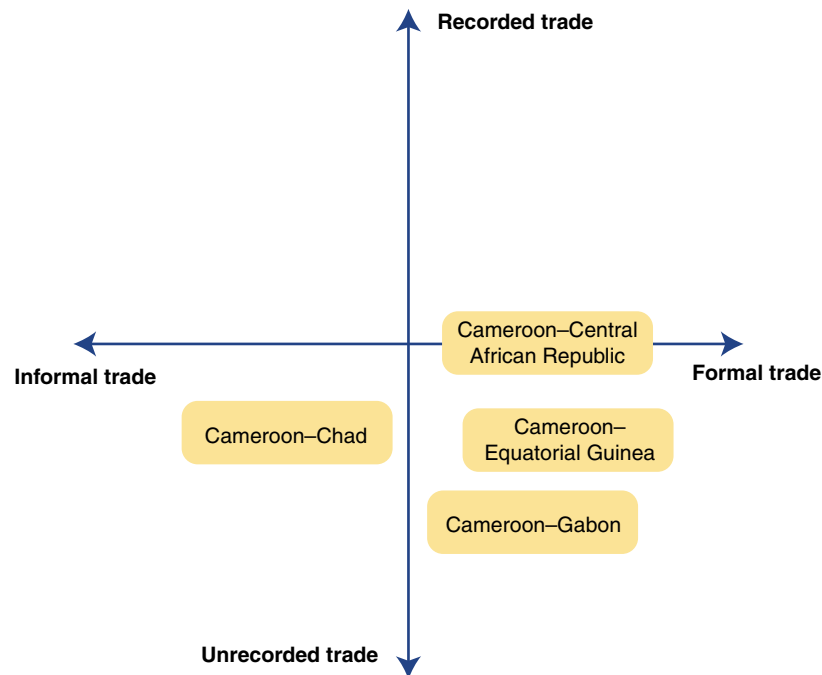 Recorded trade
Cameroon–Central
African Republic
Informal trade
Formal trade
Cameroon–Chad
Cameroon–
Equatorial Guinea
Cameroon–Gabon
Unrecorded trade